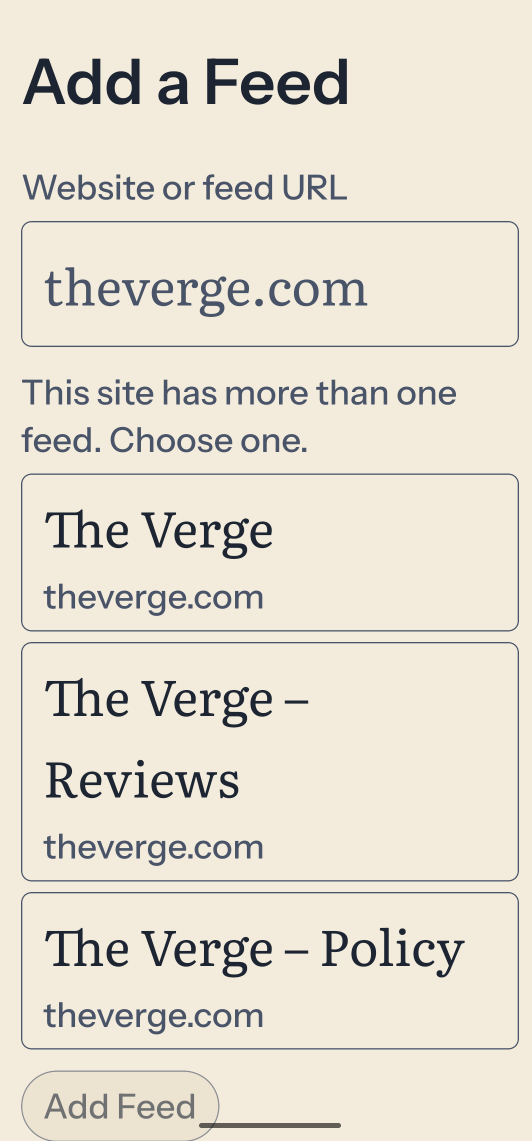 Add a Feed
Website or feed URL
theverge.com
This site has more than one
feed. Choose one.
The Verge
theverge.com
The Verge –
Reviews
theverge.com
The Verge – Policy
theverge.com
Add Feed